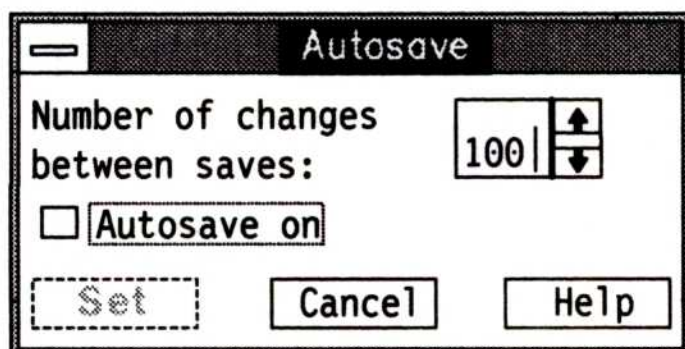 Autosave
Number of changes
between saves:
100
Autosave on
Set
Cancel
Help